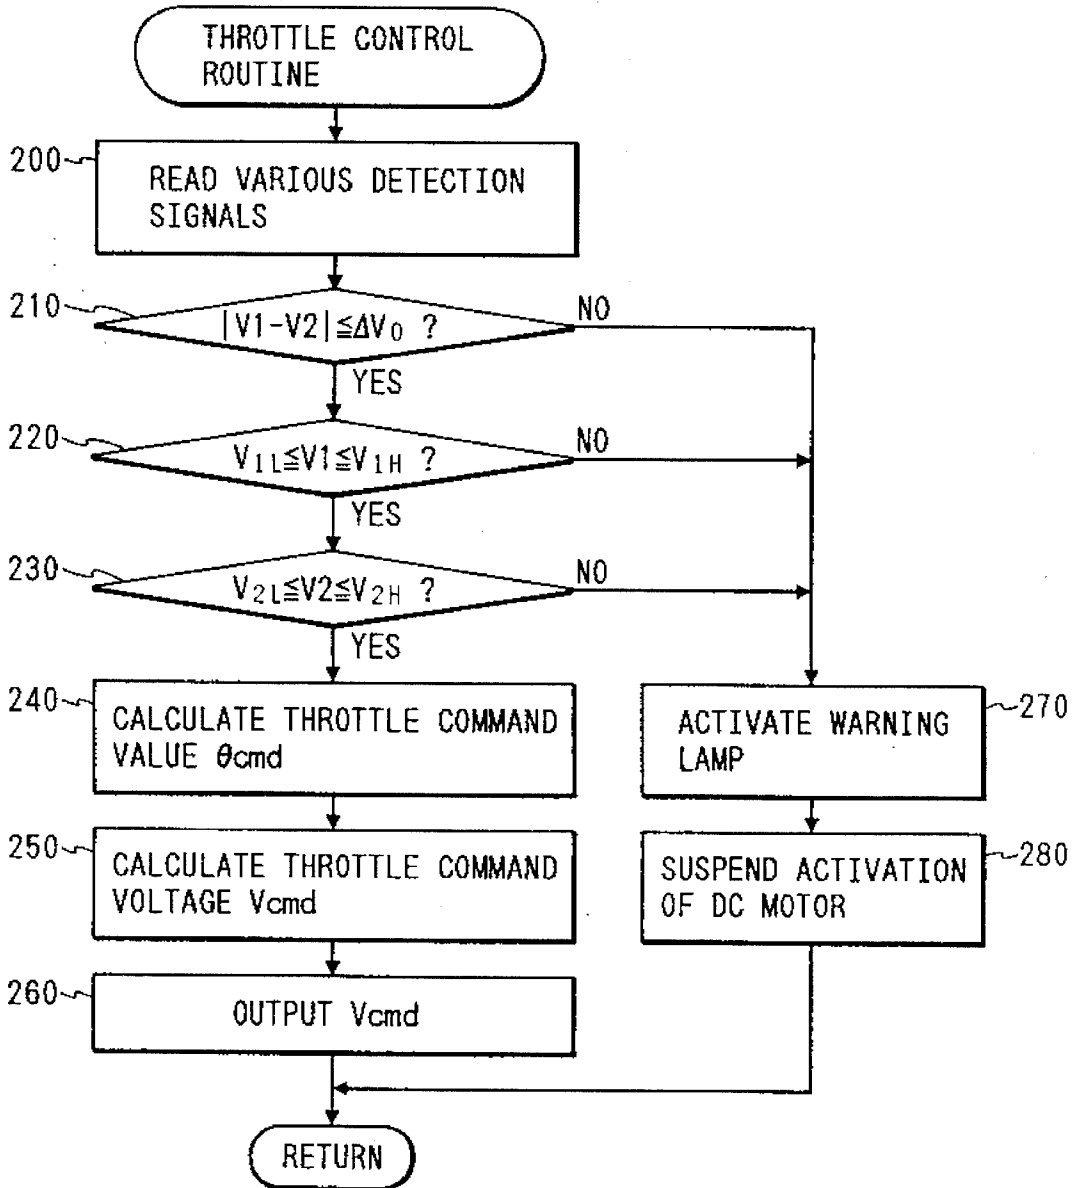 THROTTLE CONTROL
ROUTINE
200
READ VARIOUS DETECTION
SIGNALS
210
|V1-V2|≦ΔV0 ?
NO
YES
220
V1L≦V1≦V1H ?
NO
YES
230
V2L≦V2≦V2H ?
NO
YES
240
CALCULATE THROTTLE COMMAND
VALUE θcmd
250
CALCULATE THROTTLE COMMAND
VOLTAGE Vcmd
260
OUTPUT Vcmd
270
ACTIVATE WARNING
LAMP
280
SUSPEND ACTIVATION
OF DC MOTOR
RETURN